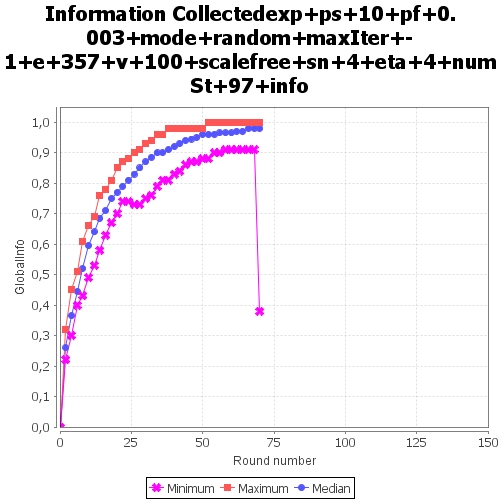 Information Collectedexp+ps+10+pf+0.
003+mode+random+maxIter+-
1+e+357+v+100+scalefree+sn+4+eta+4+num
St+97+info
GlobalInfo
1,0
0,9
0,8
0,7
0,6
0,5
0,4
0,3
0,2
0,1
0,0
0 25 50 75 100 125 150
Round number
Minimum Maximum Median